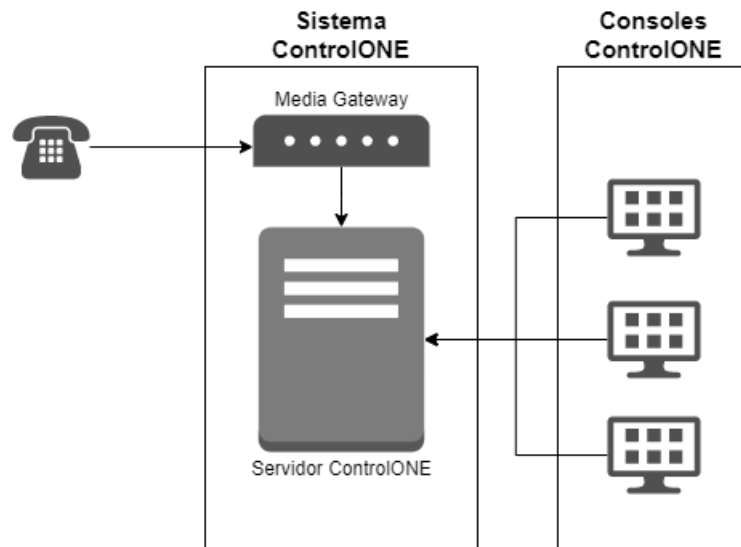 Sistema
ControlONE
Consoles
ControlONE
Media Gateway
Servidor ControlONE